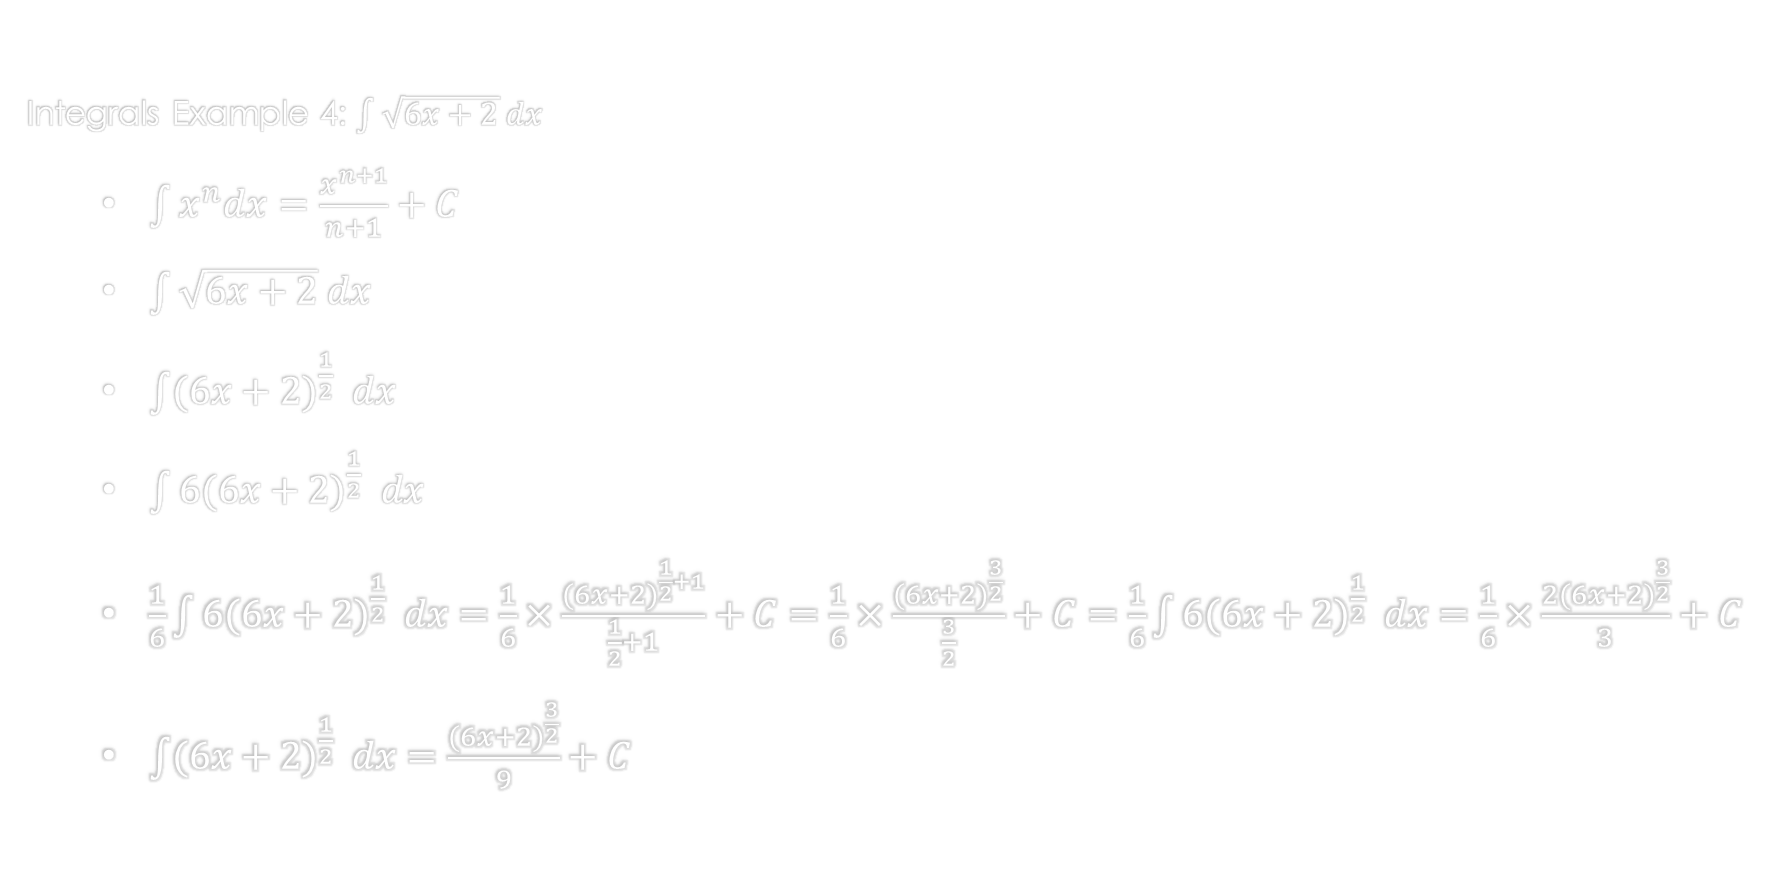 Integrals Example 4: ∫ √(6x + 2) dx
• ∫ xⁿdx = x^(n+1)/(n+1) + C
• ∫ √(6x + 2) dx
• ∫(6x + 2)^(1/2) dx
• ∫ 6(6x + 2)^(1/2) dx
• 1/6 ∫ 6((6x + 2)^(1/2) dx = 1/6 × ((6x+2)^(1/2+1)/(1/2+1) + C = 1/6 × ((6x+2)^(3/2)/(3/2) + C = 1/6 ∫ 6((6x + 2)^(1/2) dx = 1/6 × 2((6x+2)^(3/2)/3 + C
• ∫((6x + 2)^(1/2) dx = ((6x+2)^(3/2)/9 + C